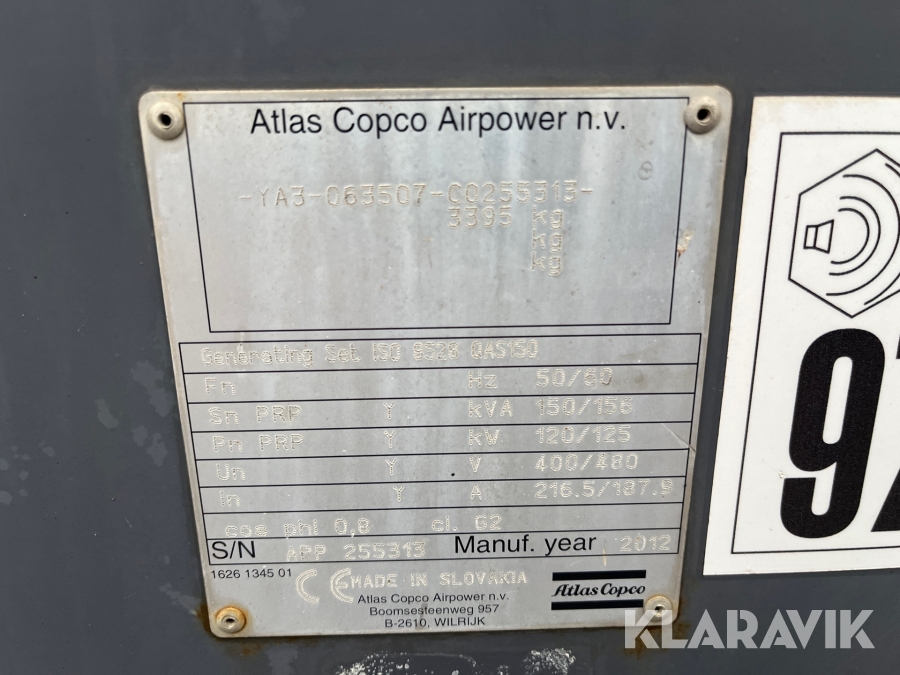 Atlas Copco Airpower n.v.
-YA3-063507-00255313-
3395 kg
kg
kg
Generating Set ISO 8528 QAS150
Fn Hz 50/60
Sn PRP Y kVA 150/156
Pn PRP Y kW 120/125
Un Y V 400/480
In Y A 216.5/187.9
cos phi 0,8 cl. G2
S/N APP 255313 Manuf. year 2012
1626 1345 01
CE MADE IN SLOVAKIA
Atlas Copco Airpower n.v.
Boomsesteenweg 957
B-2610, WILRIJK
Atlas Copco
KLARAVIK